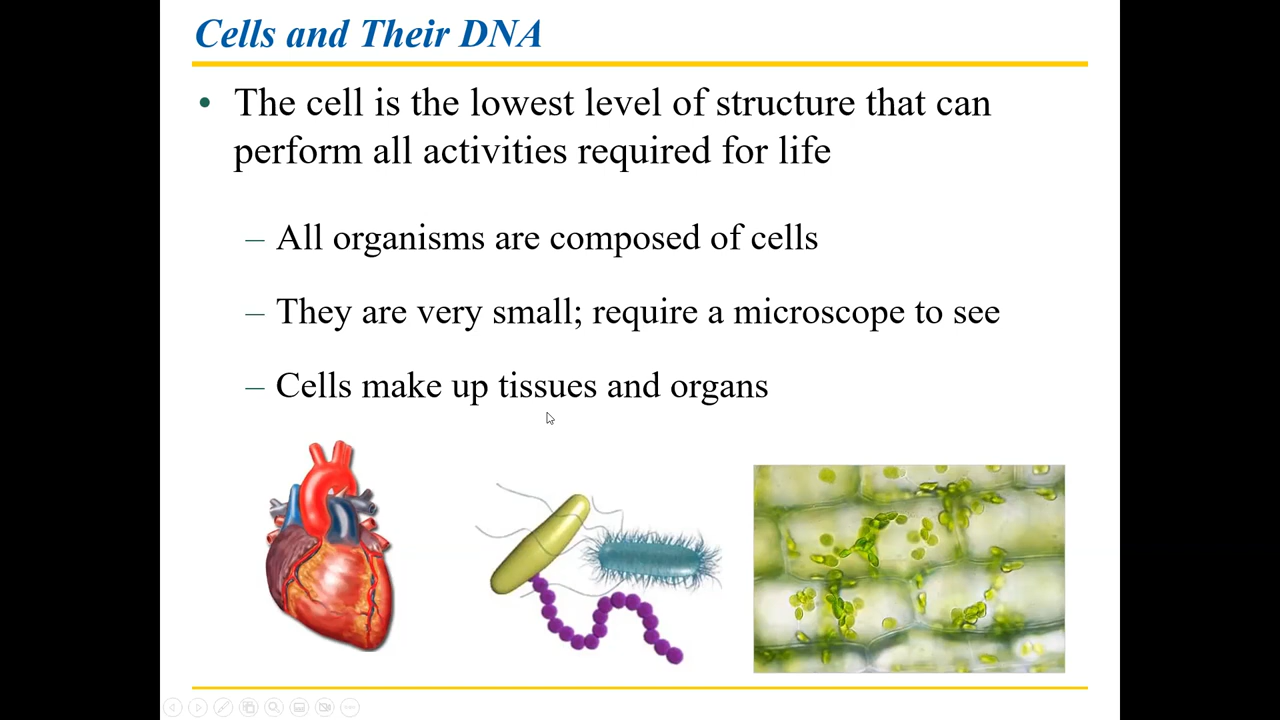 Cells and Their DNA
• The cell is the lowest level of structure that can
perform all activities required for life
– All organisms are composed of cells
– They are very small; require a microscope to see
– Cells make up tissues and organs